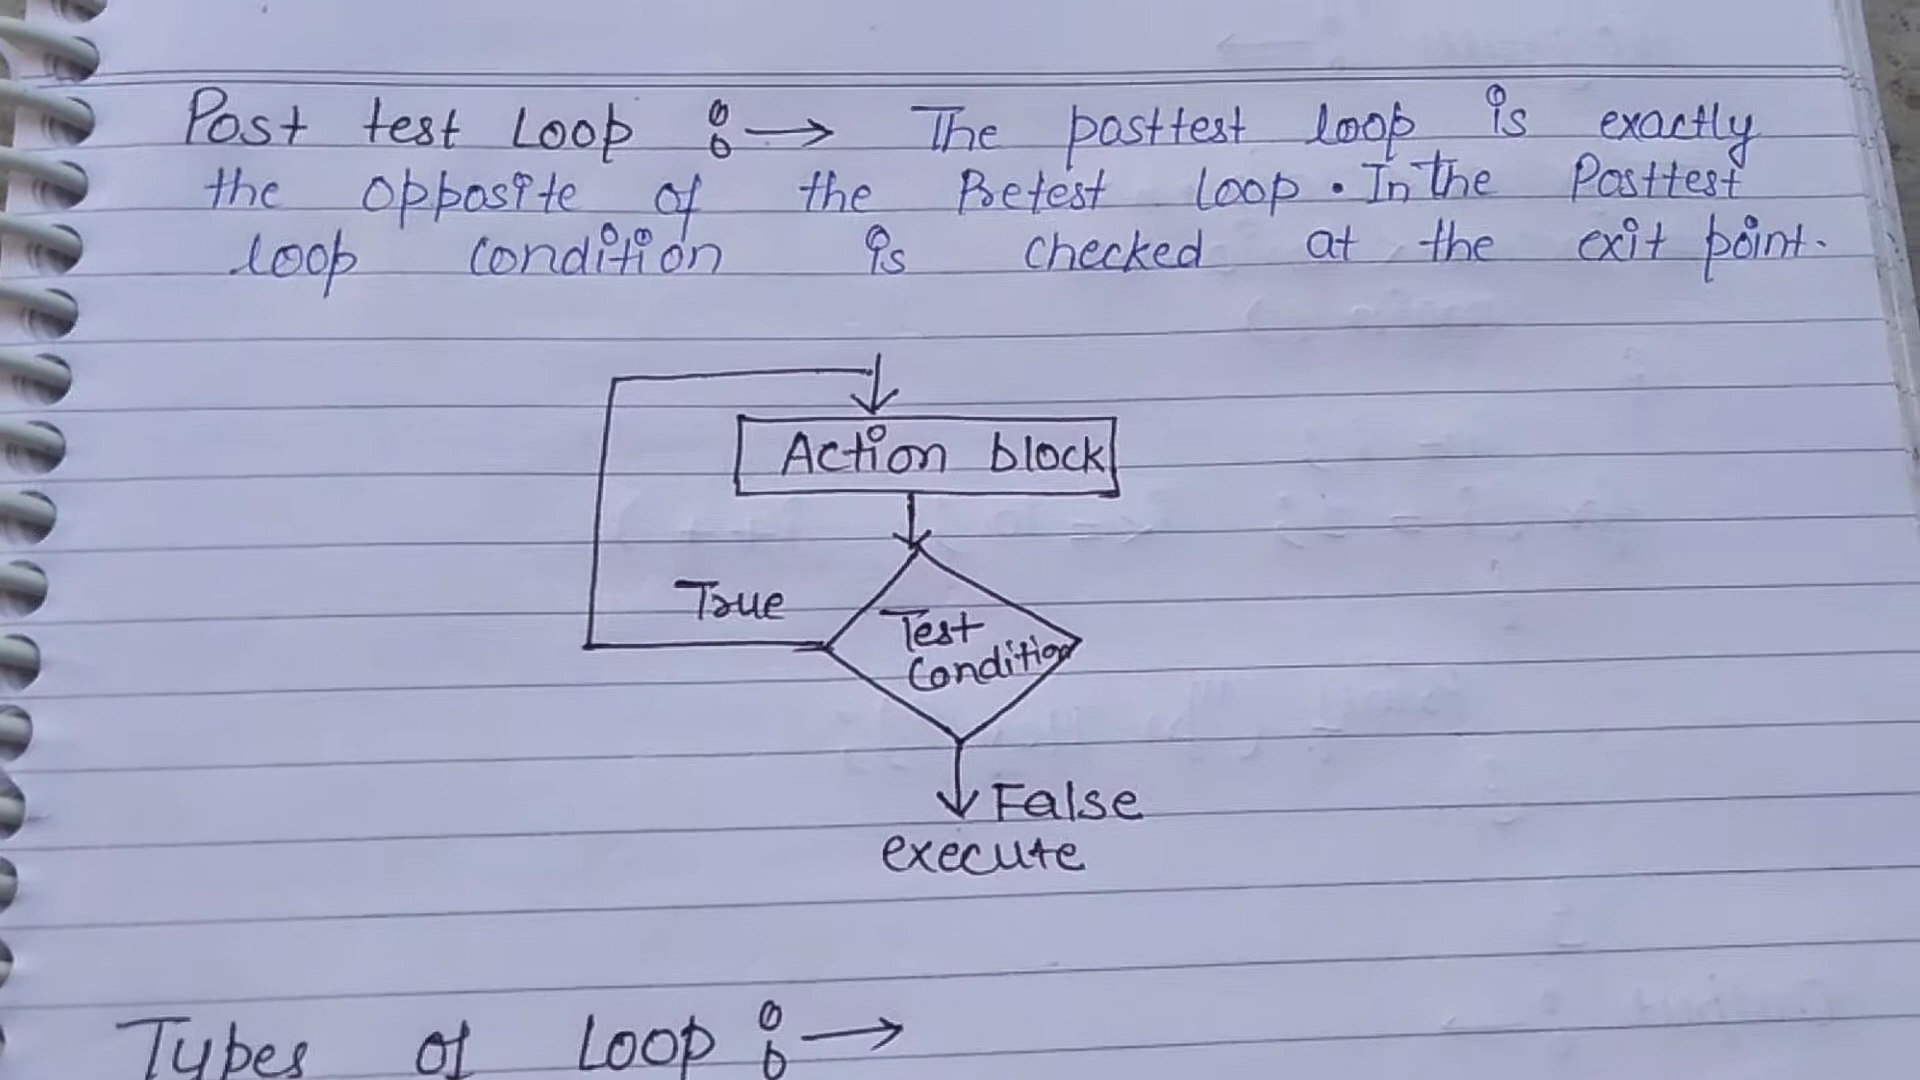 Post test Loop :→ The posttest loop is exactly
the opposite of the Pretest Loop. In the Posttest
loop condition is checked at the exit point.
Action block
True
Test
Condition
False
execute
Types of Loop :→